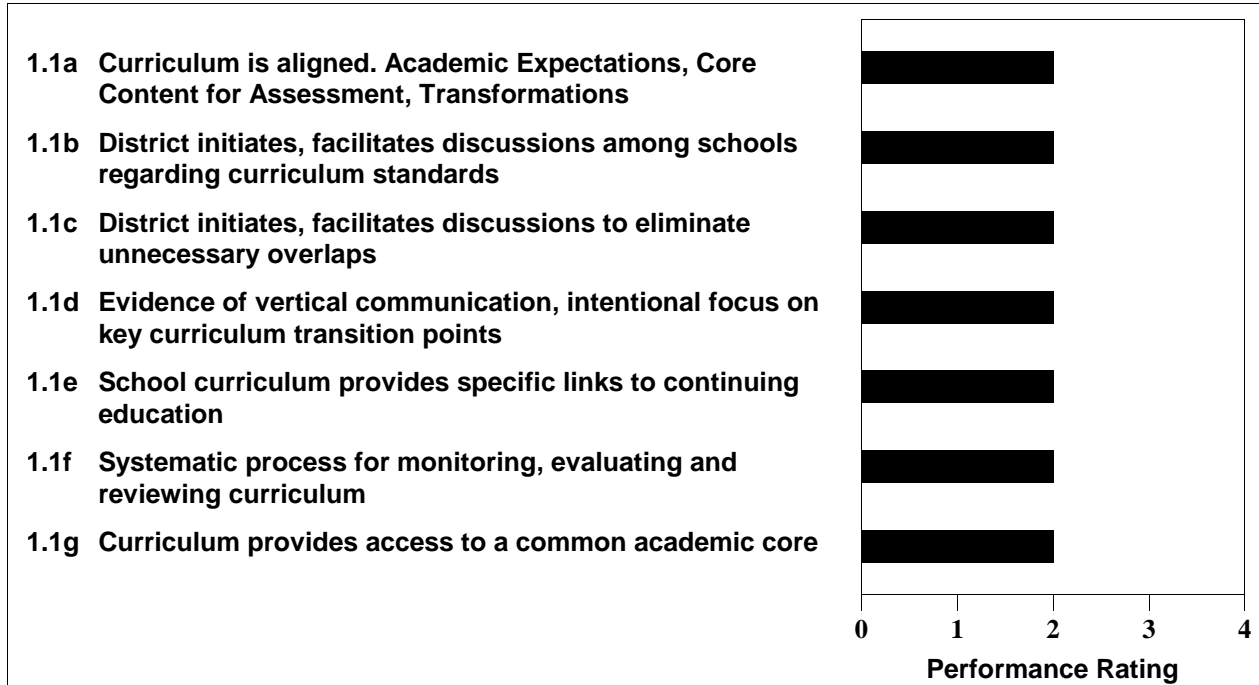 1.1a Curriculum is aligned. Academic Expectations, Core
Content for Assessment, Transformations
1.1b District initiates, facilitates discussions among schools
regarding curriculum standards
1.1c District initiates, facilitates discussions to eliminate
unnecessary overlaps
1.1d Evidence of vertical communication, intentional focus on
key curriculum transition points
1.1e School curriculum provides specific links to continuing
education
1.1f Systematic process for monitoring, evaluating and
reviewing curriculum
1.1g Curriculum provides access to a common academic core
0 1 2 3 4
Performance Rating